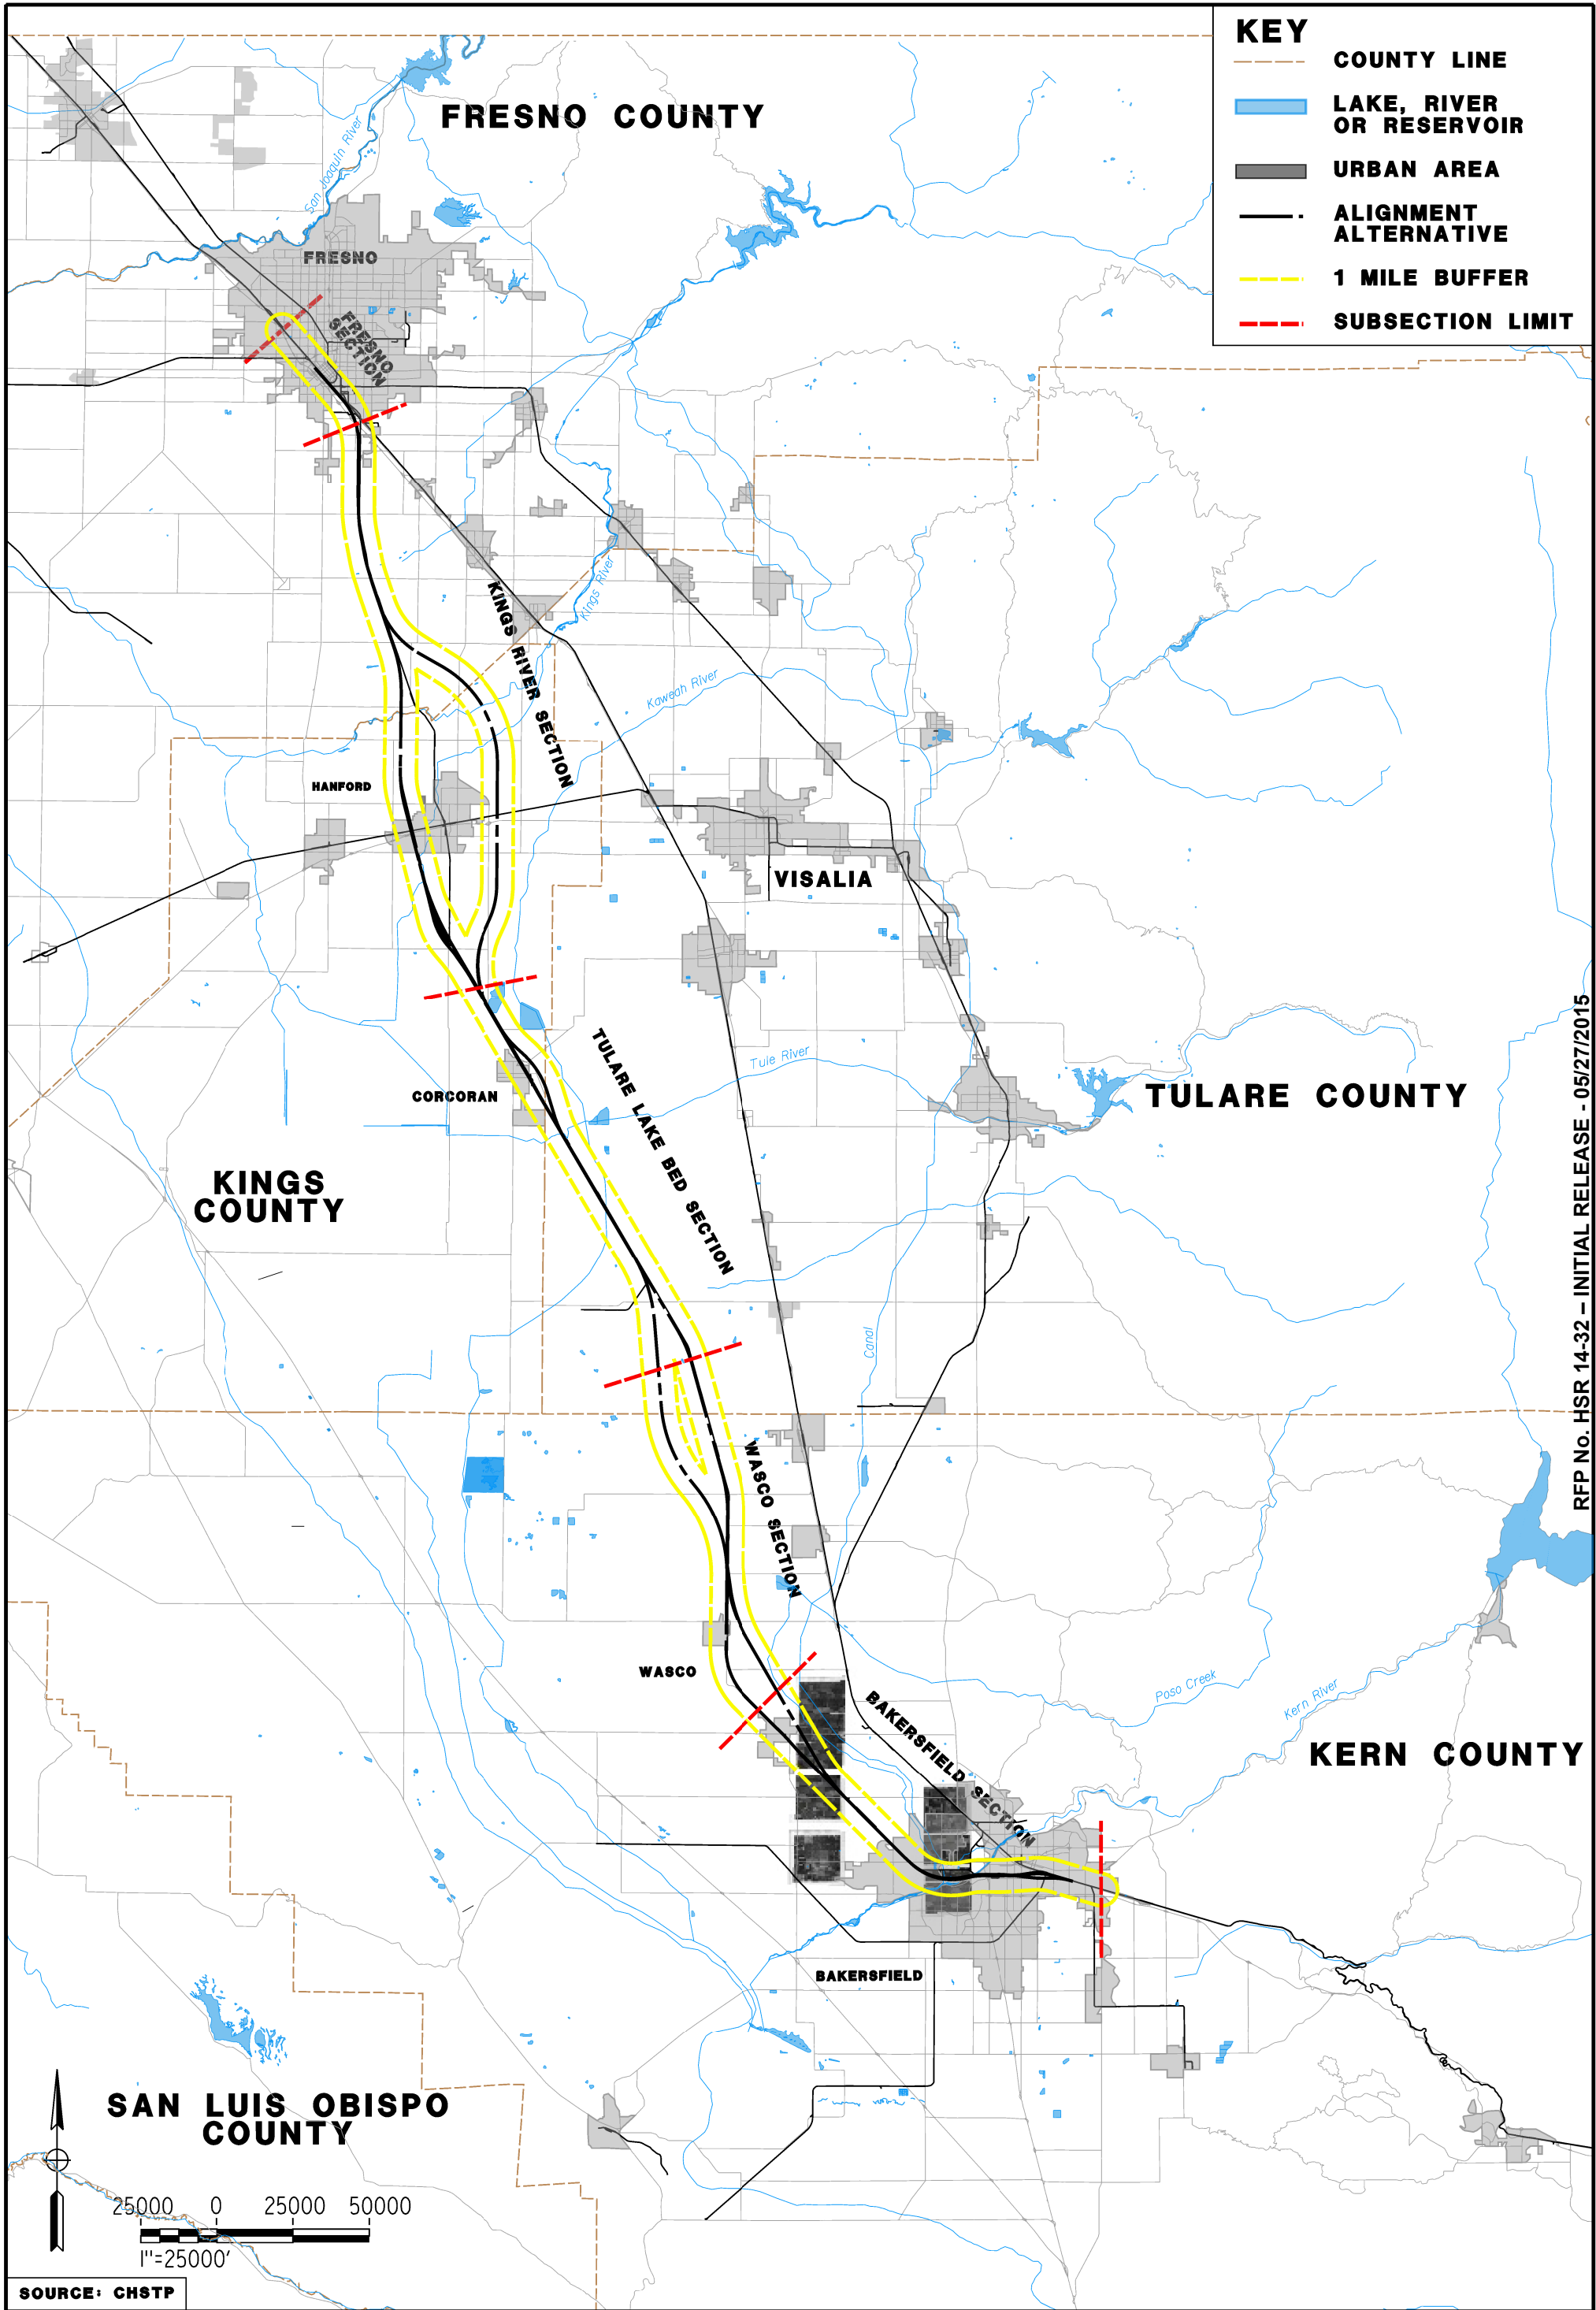 KEY
COUNTY LINE
LAKE, RIVER
OR RESERVOIR
URBAN AREA
ALIGNMENT
ALTERNATIVE
1 MILE BUFFER
SUBSECTION LIMIT
FRESNO COUNTY
San Joaquin River
FRESNO
FRESNO
SECTION
KINGS RIVER SECTION
Kings River
Kaweah River
HANFORD
VISALIA
TULARE LAKE BED SECTION
Tule River
CORCORAN
TULARE COUNTY
KINGS
COUNTY
Canal
WASCO SECTION
WASCO
BAKERSFIELD SECTION
Poso Creek
Kern River
KERN COUNTY
BAKERSFIELD
SAN LUIS OBISPO
COUNTY
25000 0 25000 50000
1"=25000'
SOURCE: CHSTP
RFP No. HSR 14-32 – INITIAL RELEASE - 05/27/2015